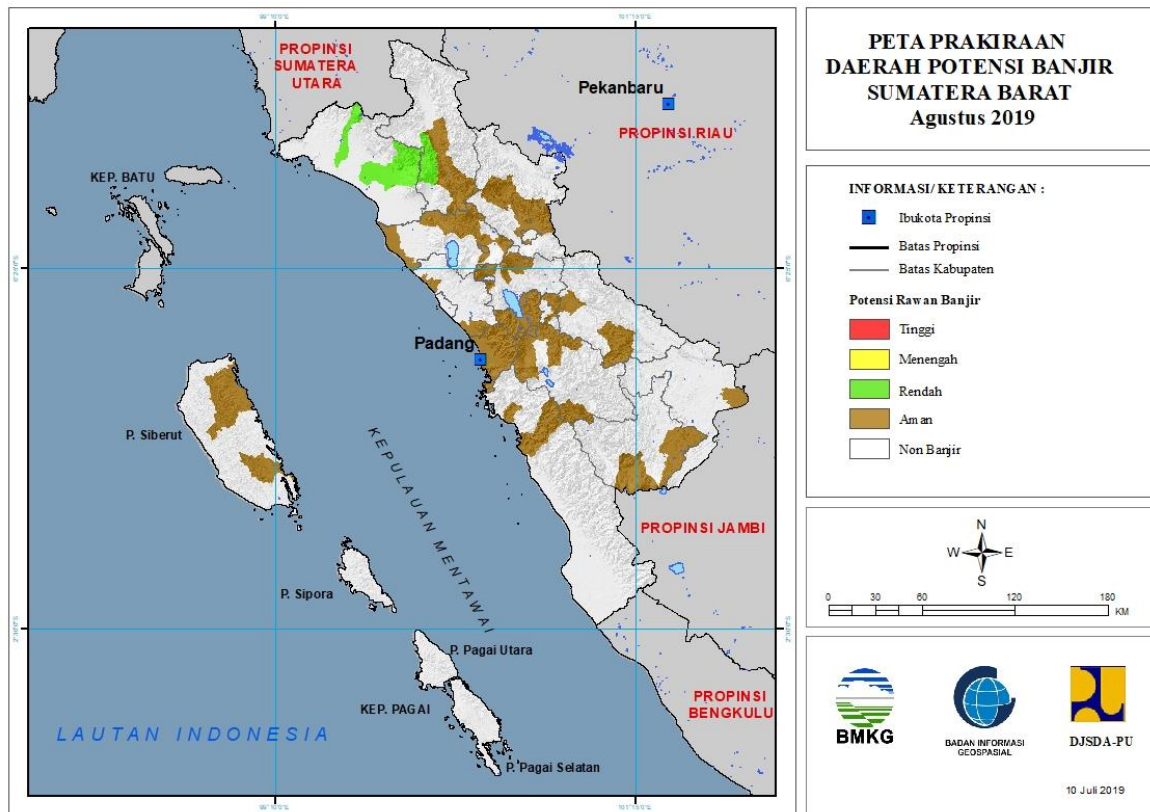 PETA PRAKIRAAN
DAERAH POTENSI BANJIR
SUMATERA BARAT
Agustus 2019
INFORMASI/ KETERANGAN :
Ibukota Propinsi
Batas Propinsi
Batas Kabupaten
Potensi Rawan Banjir
Tinggi
Menengah
Rendah
Aman
Non Banjir
N
W
E
S
0 30 60 120 180
KM
BMKG
BADAN INFORMASI
GEOSPASIAL
DJSDA-PU
10 Juli 2019
PROPINSI
SUMATERA
UTARA
Pekanbaru
PROPINSI RIAU
KEP. BATU
Padang
P. Siberut
KEPULAUAN MENTAWAI
PROPINSI JAMBI
P. Sipora
P. Pagai Utara
KEP. PAGAI
PROPINSI
BENGKULU
LAUTAN INDONESIA
P. Pagai Selatan